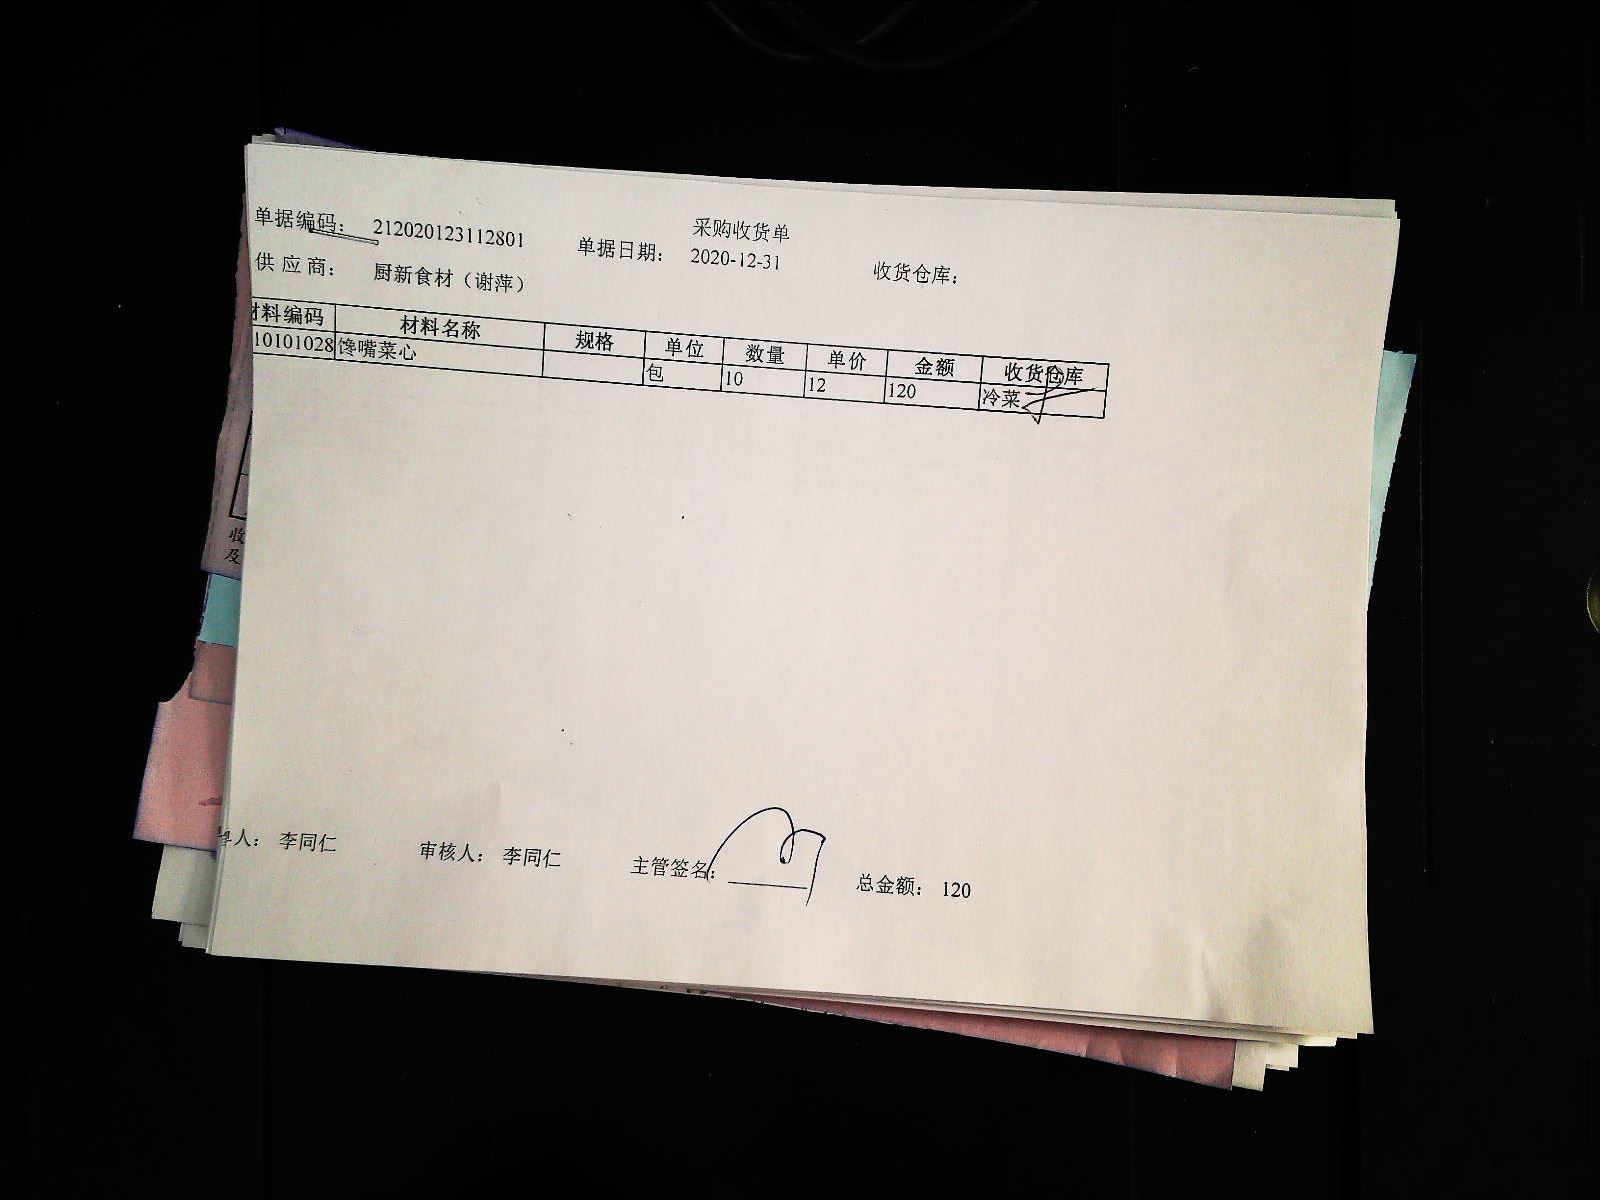 采购收货单
单据编码： 212020123112801 单据日期： 2020-12-31 收货仓库：
供 应 商： 厨新食材（谢萍）
材料编码 材料名称 规格 单位 数量 单价 金额 收货仓库
10101028 馋嘴菜心 包 10 12 120 冷菜
单人： 李同仁 审核人： 李同仁 主管签名： 总金额： 120
收
及